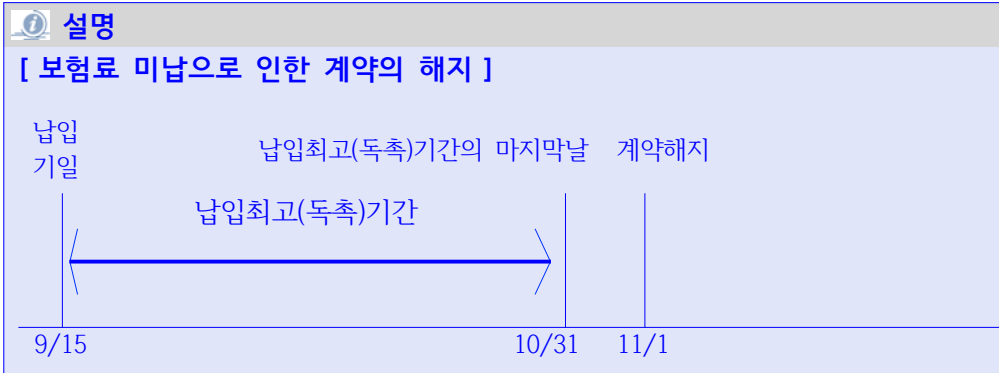 설명
[ 보험료 미납으로 인한 계약의 해지 ]
납입
기일
납입최고(독촉)기간의 마지막날
계약해지
납입최고(독촉)기간
9/15
10/31
11/1